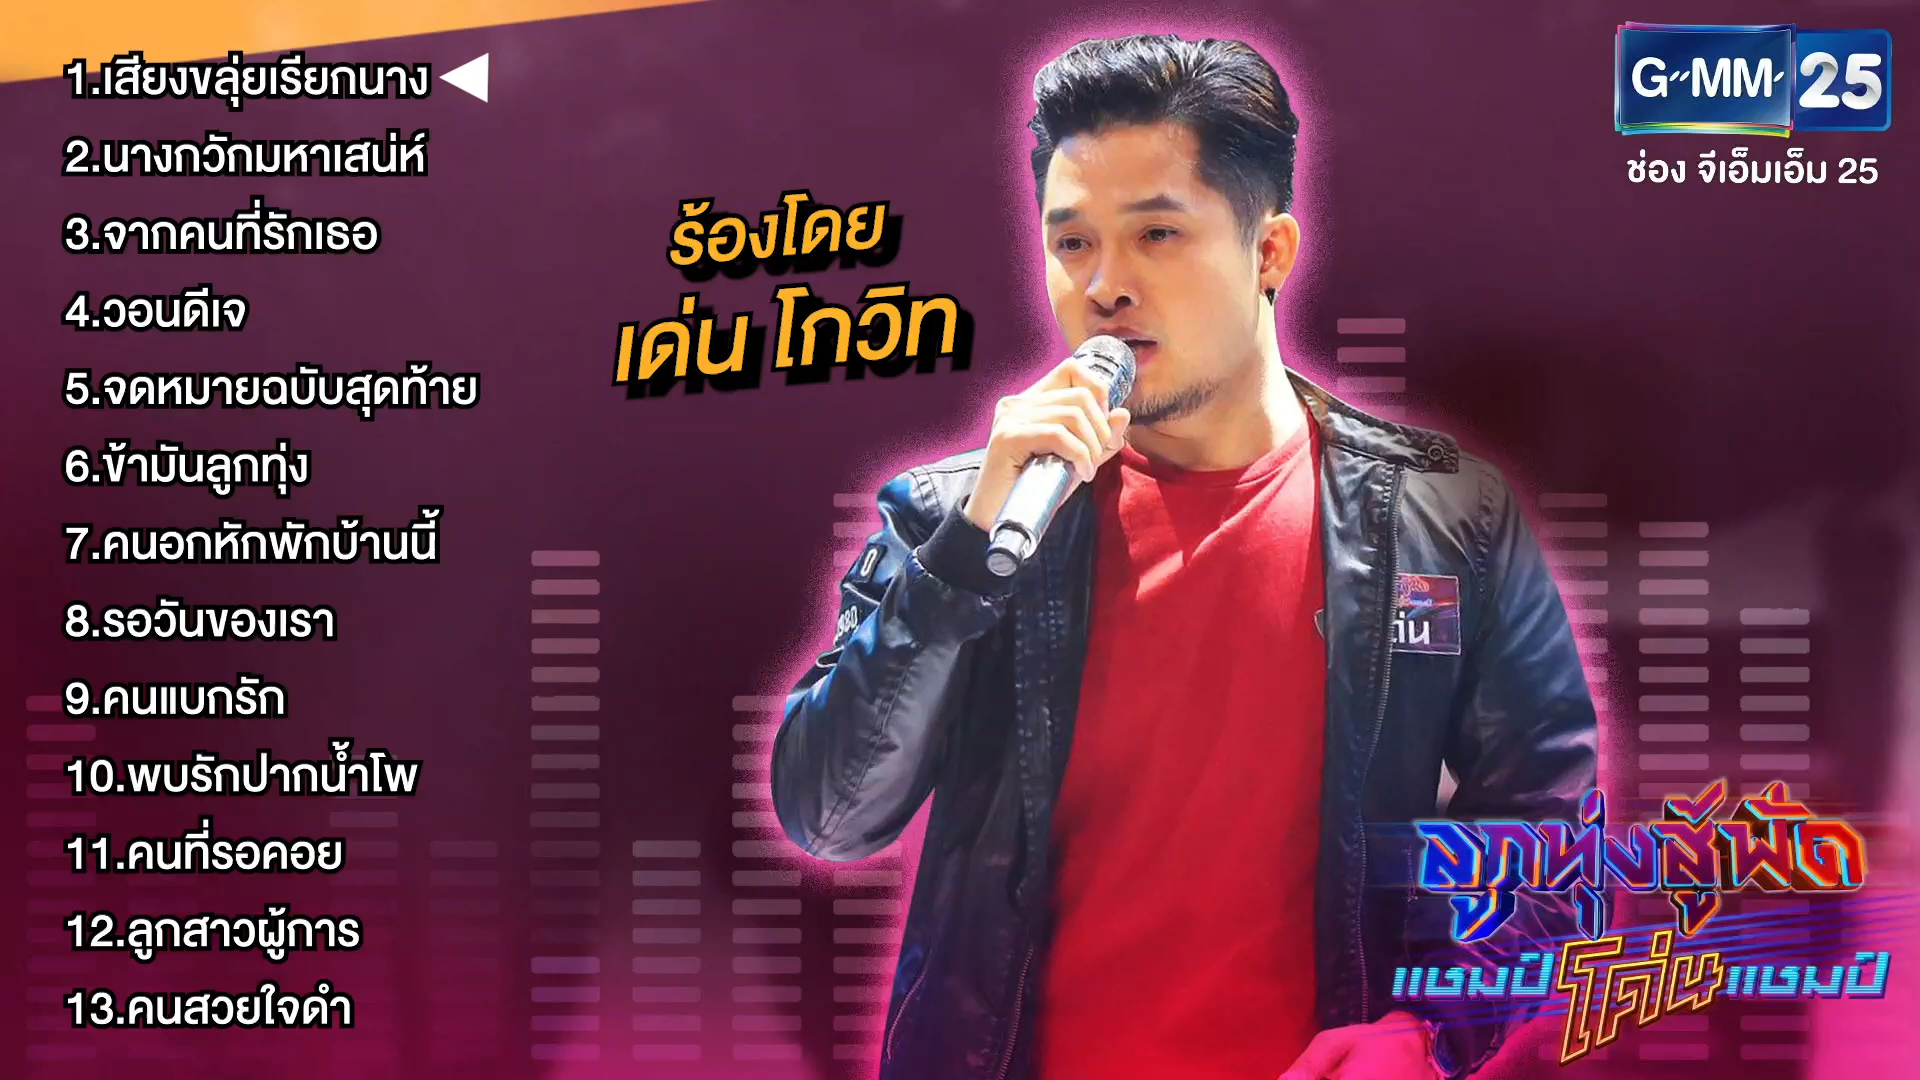 1.เสียงขลุ่ยเรียกนาง
2.นางกวักมหาเสน่ห์
3.จากคนที่รักเธอ
4.วอนดีเจ
5.จดหมายฉบับสุดท้าย
6.ข้ามันลูกทุ่ง
7.คนอกหักพักบ้านนี้
8.รอวันของเรา
9.คนแบกรัก
10.พบรักปากน้ำโพ
11.คนที่รอคอย
12.ลูกสาวผู้การ
13.คนสวยใจดำ
ร้องโดย
เด่น โกวิท
GMM 25
ช่อง จีเอ็มเอ็ม 25
ลูกทุ่งสู้ฟัด
แชมป์โค่นแชมป์